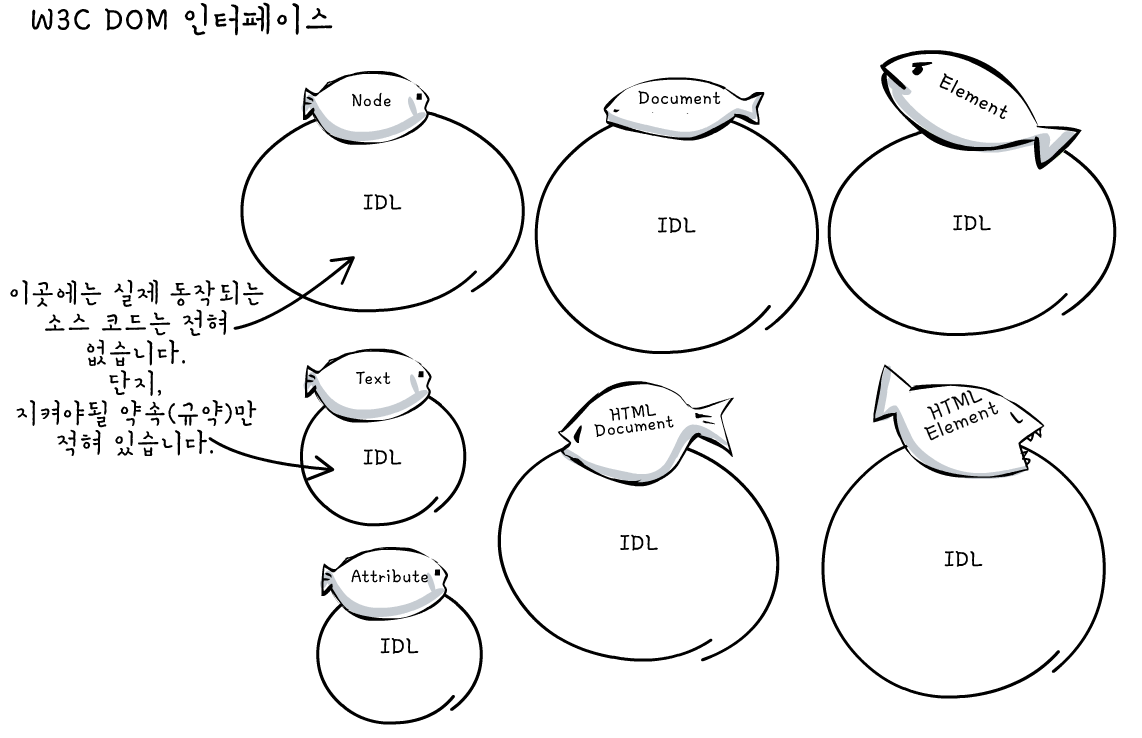 W3C DOM 인터페이스
Node
IDL
Document
IDL
Element
IDL
이곳에는 실제 동작되는
소스 코드는 전혀
없습니다.
단지,
지켜야될 약속(규약)만
적혀 있습니다.
Text
IDL
HTML
Document
IDL
HTML
Element
IDL
Attribute
IDL